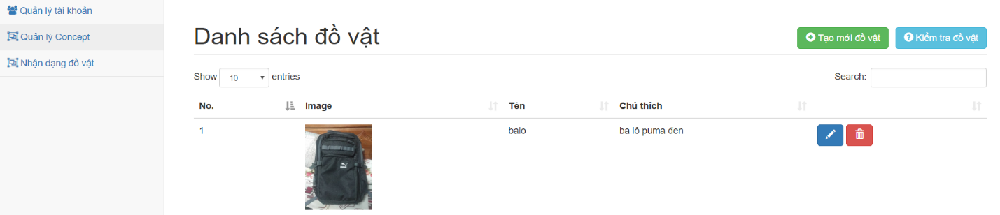 Quản lý tài khoản
Quản lý Concept
Nhận dạng đồ vật
Danh sách đồ vật
Tạo mới đồ vật
Kiểm tra đồ vật
Show 10 entries
Search:
No. Image Tên Chú thích
1 balo ba lô puma đen